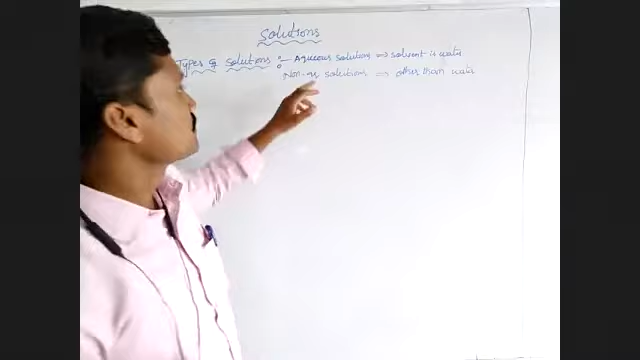 Solutions
Types of Solutions :- Aqueous solutions ⇒ solvent is water
Non-aq solutions ⇒ other than water